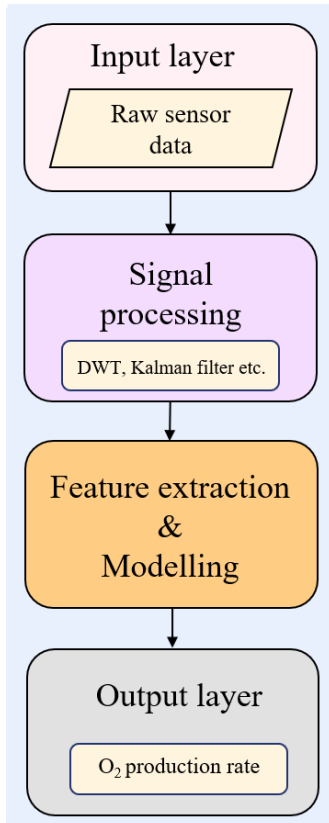 Input layer
Raw sensor
data
Signal
processing
DWT, Kalman filter etc.
Feature extraction
&
Modelling
Output layer
O₂ production rate